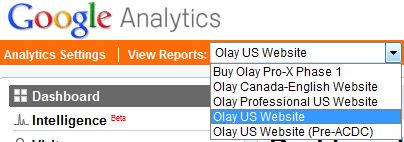 Google Analytics
Analytics Settings | View Reports: Olay US Website
Buy Olay Pro-X Phase 1
Olay Canada-English Website
Olay Professional US Website
Olay US Website
Olay US Website (Pre-ACDC)
Dashboard
Intelligence Beta